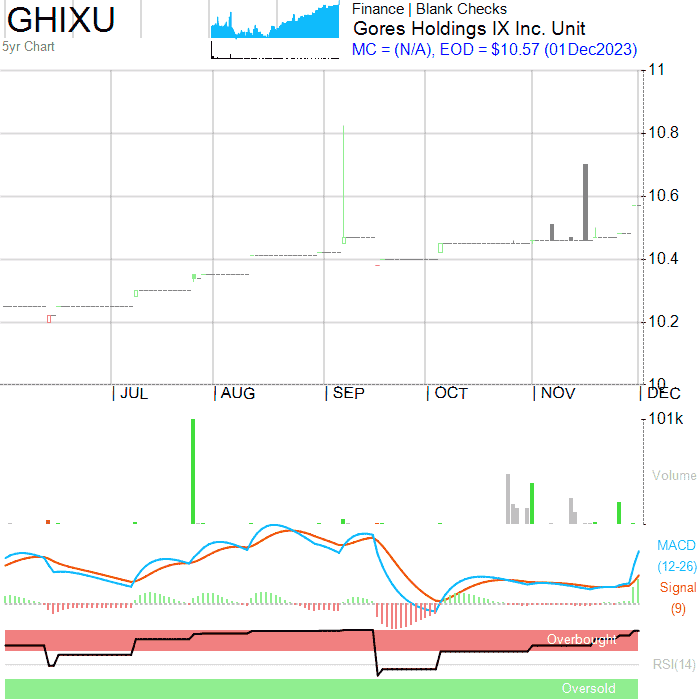 GHIXU
5yr Chart
Finance | Blank Checks
Gores Holdings IX Inc. Unit
MC = (N/A), EOD = $10.57 (01Dec2023)
11
10.8
10.6
10.4
10.2
10
| JUL | AUG | SEP | OCT | NOV | DEC
101k
Volume
MACD
(12-26)
Signal
(9)
Overbought
RSI(14)
Oversold